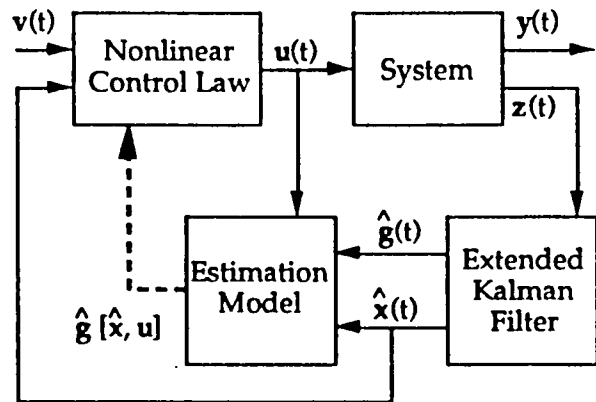 v(t)
Nonlinear
Control Law
u(t)
System
y(t)
z(t)
ĝ(t)
Estimation
Model
x̂(t)
Extended
Kalman
Filter
ĝ [x̂, u]